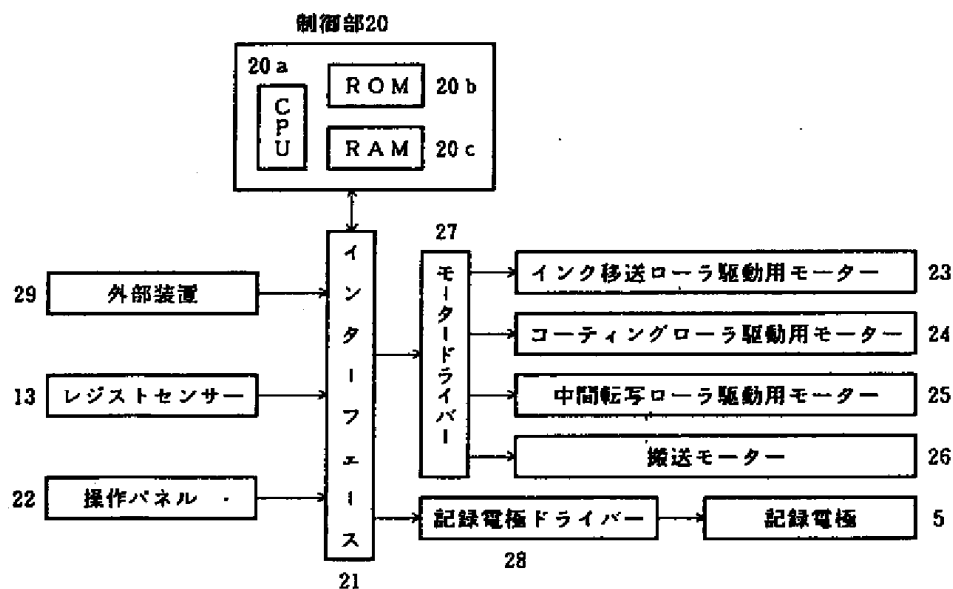 制御部20
20a
CPU
ROM
20b
RAM
20c
27
29
外部装置
インターフェース
モータードライバー
インク移送ローラ駆動用モーター
23
コーティングローラ駆動用モーター
24
13
レジストセンサー
中間転写ローラ駆動用モーター
25
搬送モーター
26
22
操作パネル
記録電極ドライバー
記録電極
5
28
21